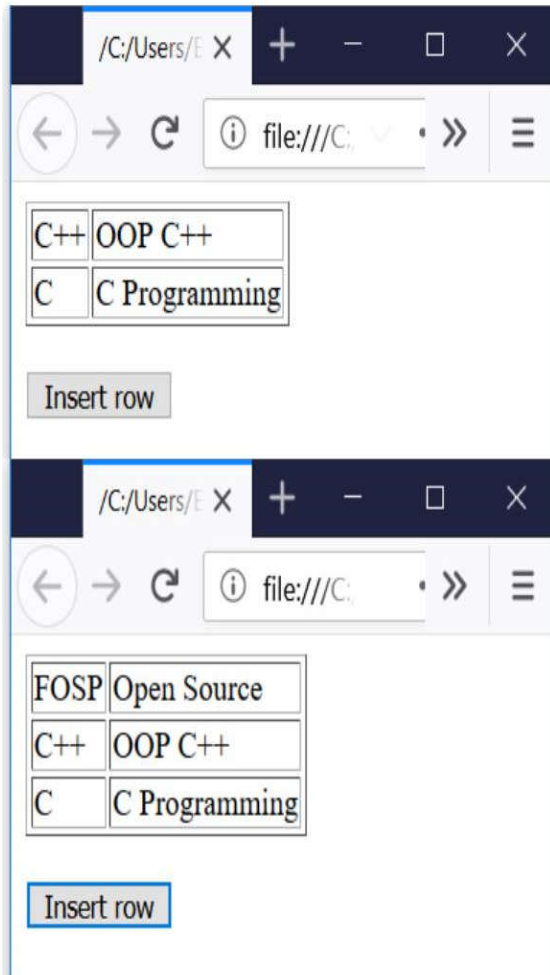 /C:/Users/
file:///C:
C++ OOP C++
C C Programming
Insert row
/C:/Users/
file:///C:
FOSP Open Source
C++ OOP C++
C C Programming
Insert row